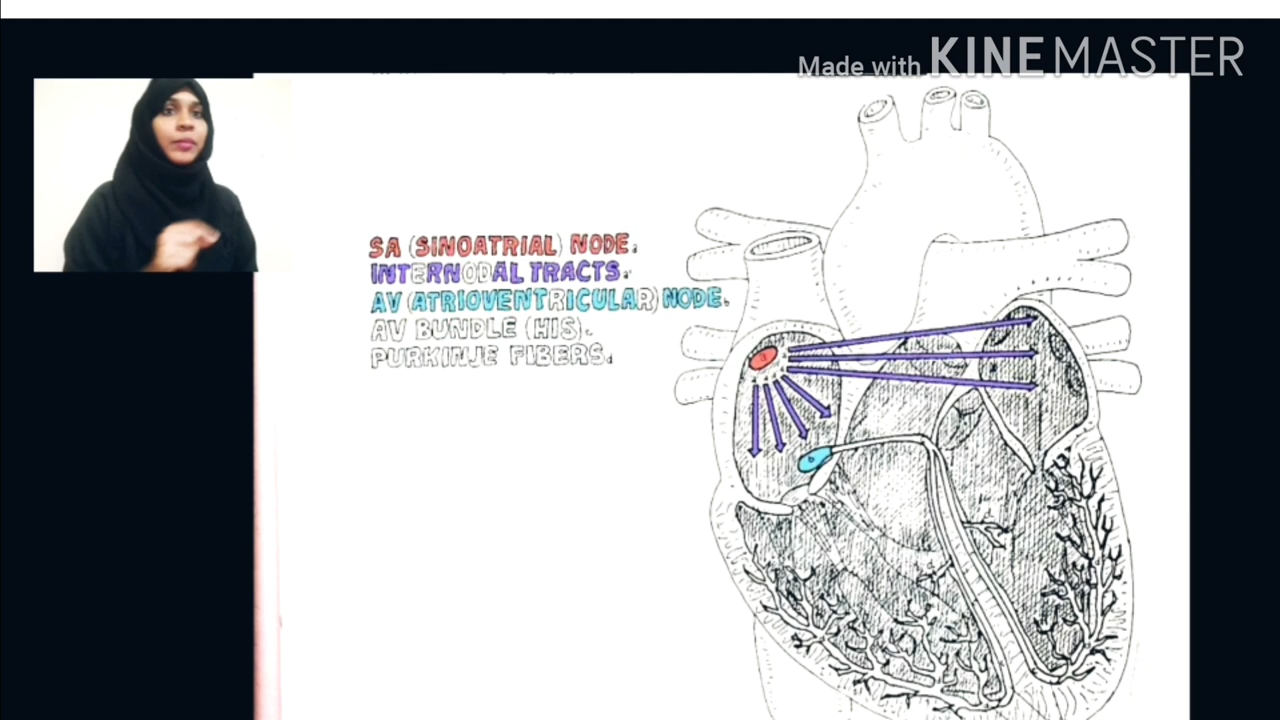 Made with KINEMASTER
SA (SINOATRIAL) NODE.
INTERNODAL TRACTS.
AV (ATRIOVENTRICULAR) NODE.
AV BUNDLE (HIS).
PURKINJE FIBERS.